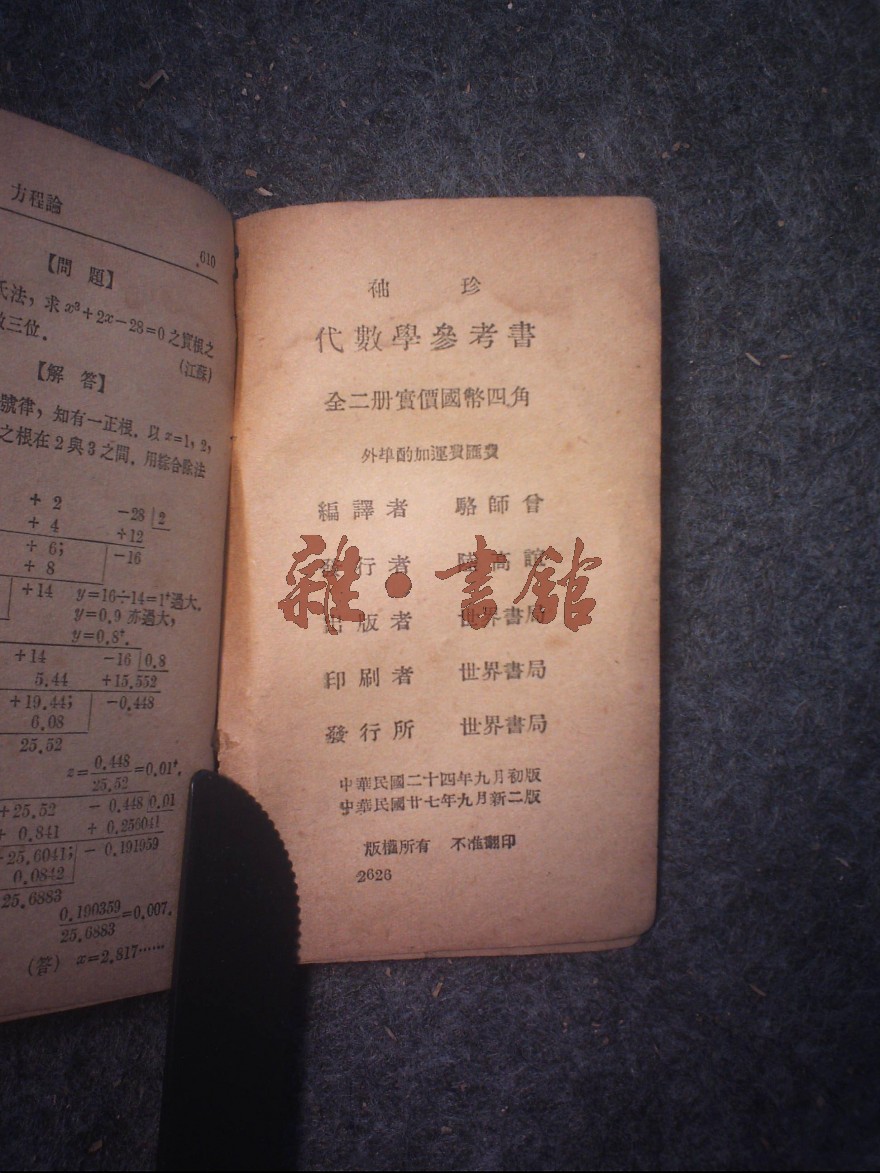 方程論
.610
【問 題】
氏法，求 x³+2x−28=0 之實根之
三位．
(江蘇)
【解 答】
號律，知有一正根．以 x=1，2，
之根在 2 與 3 之間．用綜合除法
+ 2 −28 2
+ 4 +12
+ 6; −16
+ 8
+14 y=16÷14=1⁺過大，
y=0.9 亦過大，
y=0.8⁺．
+14 −16 0.8
5.44 +15.552
+19.44; −0.448
6.08
25.52
z=0.448/25.52=0.01⁺．
+25.52 − 0.448 0.01
+ 0.841 + 0.256041
+25.6041; − 0.191959
0.0842
25.6883
0.190359/25.6883=0.007．
(答) x=2.817……
袖 珍
代數學參考書
全二册實價國幣四角
外埠酌加運費匯費
編譯者 駱師曾
發行者 陸高誼
出版者 世界書局
雜·書館
印刷者 世界書局
發行所 世界書局
中華民國二十四年九月初版
中華民國廿七年九月新二版
版權所有 不准翻印
2626